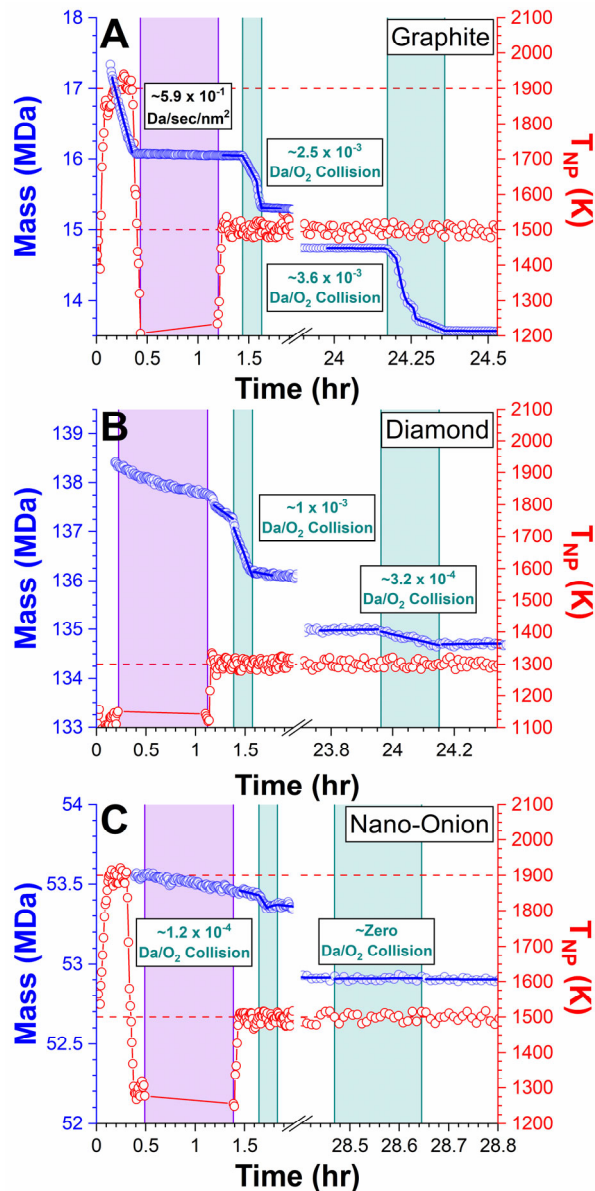 A
Graphite
Mass (MDa)
18
17
16
15
14
~5.9 x 10⁻¹
Da/sec/nm²
~2.5 x 10⁻³
Da/O₂ Collision
~3.6 x 10⁻³
Da/O₂ Collision
2100
2000
1900
1800
1700
1600
1500
1400
1300
1200
T_NP (K)
0 0.5 1 1.5 24 24.25 24.5
Time (hr)
B
Diamond
Mass (MDa)
139
138
137
136
135
134
133
~1 x 10⁻³
Da/O₂ Collision
~3.2 x 10⁻⁴
Da/O₂ Collision
2100
2000
1900
1800
1700
1600
1500
1400
1300
1200
1100
T_NP (K)
0 0.5 1 1.5 23.8 24 24.2
Time (hr)
C
Nano-Onion
Mass (MDa)
54
53.5
53
52.5
52
~1.2 x 10⁻⁴
Da/O₂ Collision
~Zero
Da/O₂ Collision
2100
2000
1900
1800
1700
1600
1500
1400
1300
1200
T_NP (K)
0 0.5 1 1.5 28.5 28.6 28.7 28.8
Time (hr)